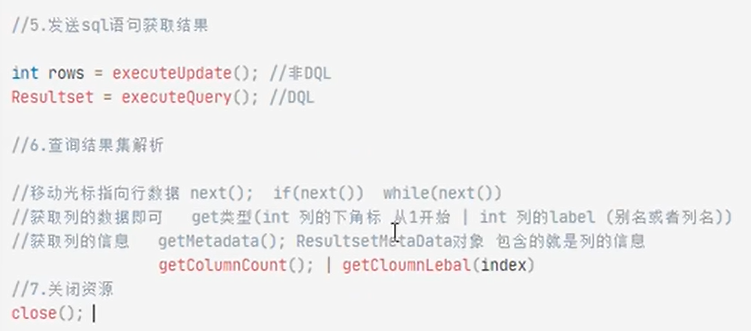 //5.发送sql语句获取结果
int rows = executeUpdate(); //非DQL
Resultset = executeQuery(); //DQL
//6.查询结果集解析
//移动光标指向行数据 next();  if(next())  while(next())
//获取列的数据即可   get类型(int 列的下角标 从1开始 | int 列的label (别名或者列名))
//获取列的信息   getMetadata(); ResultsetMetaData对象 包含的就是列的信息
getColumnCount(); | getCloumnLebal(index)
//7.关闭资源
close();